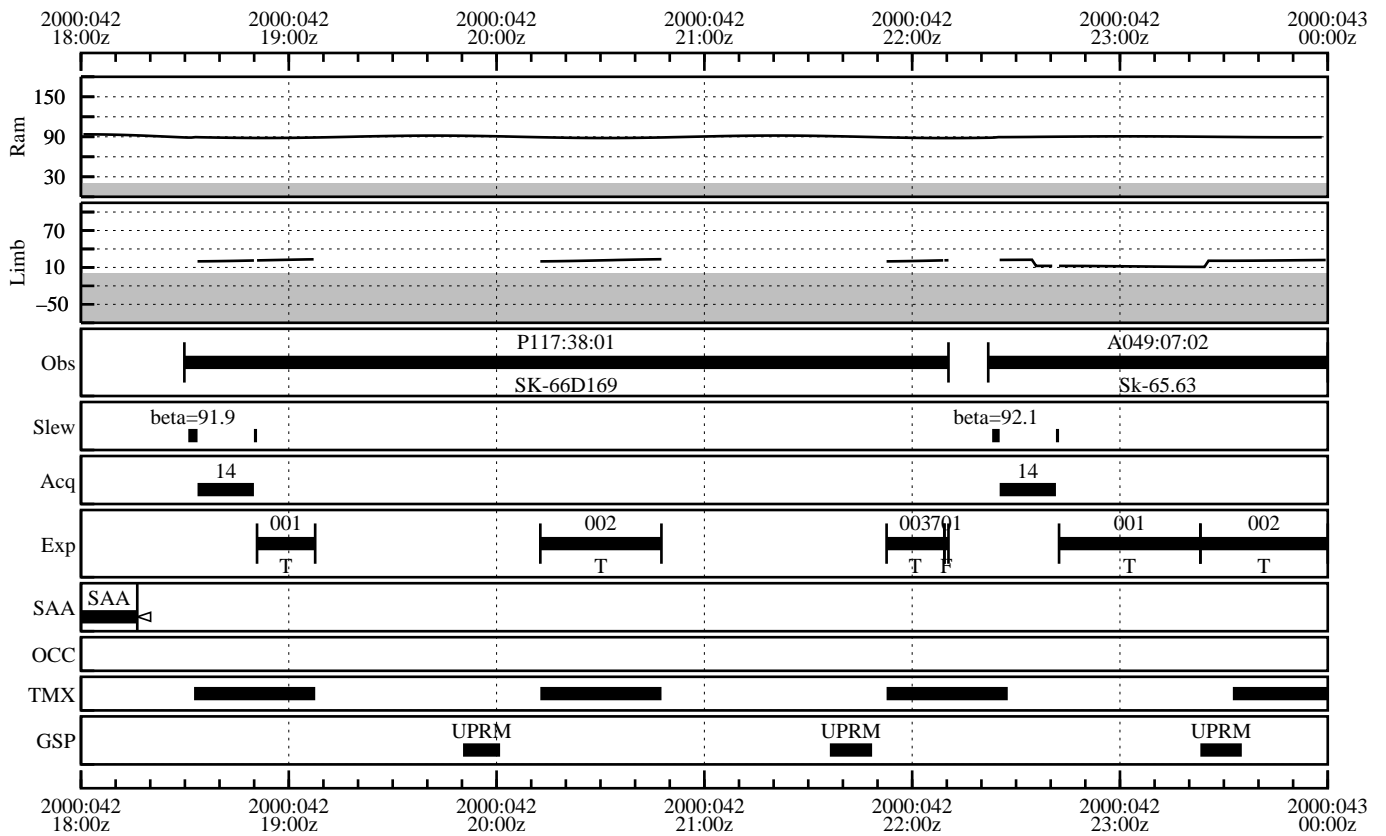 2000:042 2000:042 2000:042 2000:042 2000:042 2000:042 2000:043
18:00z 19:00z 20:00z 21:00z 22:00z 23:00z 00:00z
Ram
150
90
30
Limb
70
10
−50
P117:38:01 A049:07:02
Obs
SK-66D169 Sk-65.63
beta=91.9 beta=92.1
Slew
14 14
Acq
001 002 003701 001 002
Exp
T T T F T T
SAA
SAA
OCC
TMX
UPRM UPRM UPRM
GSP
2000:042 2000:042 2000:042 2000:042 2000:042 2000:042 2000:043
18:00z 19:00z 20:00z 21:00z 22:00z 23:00z 00:00z